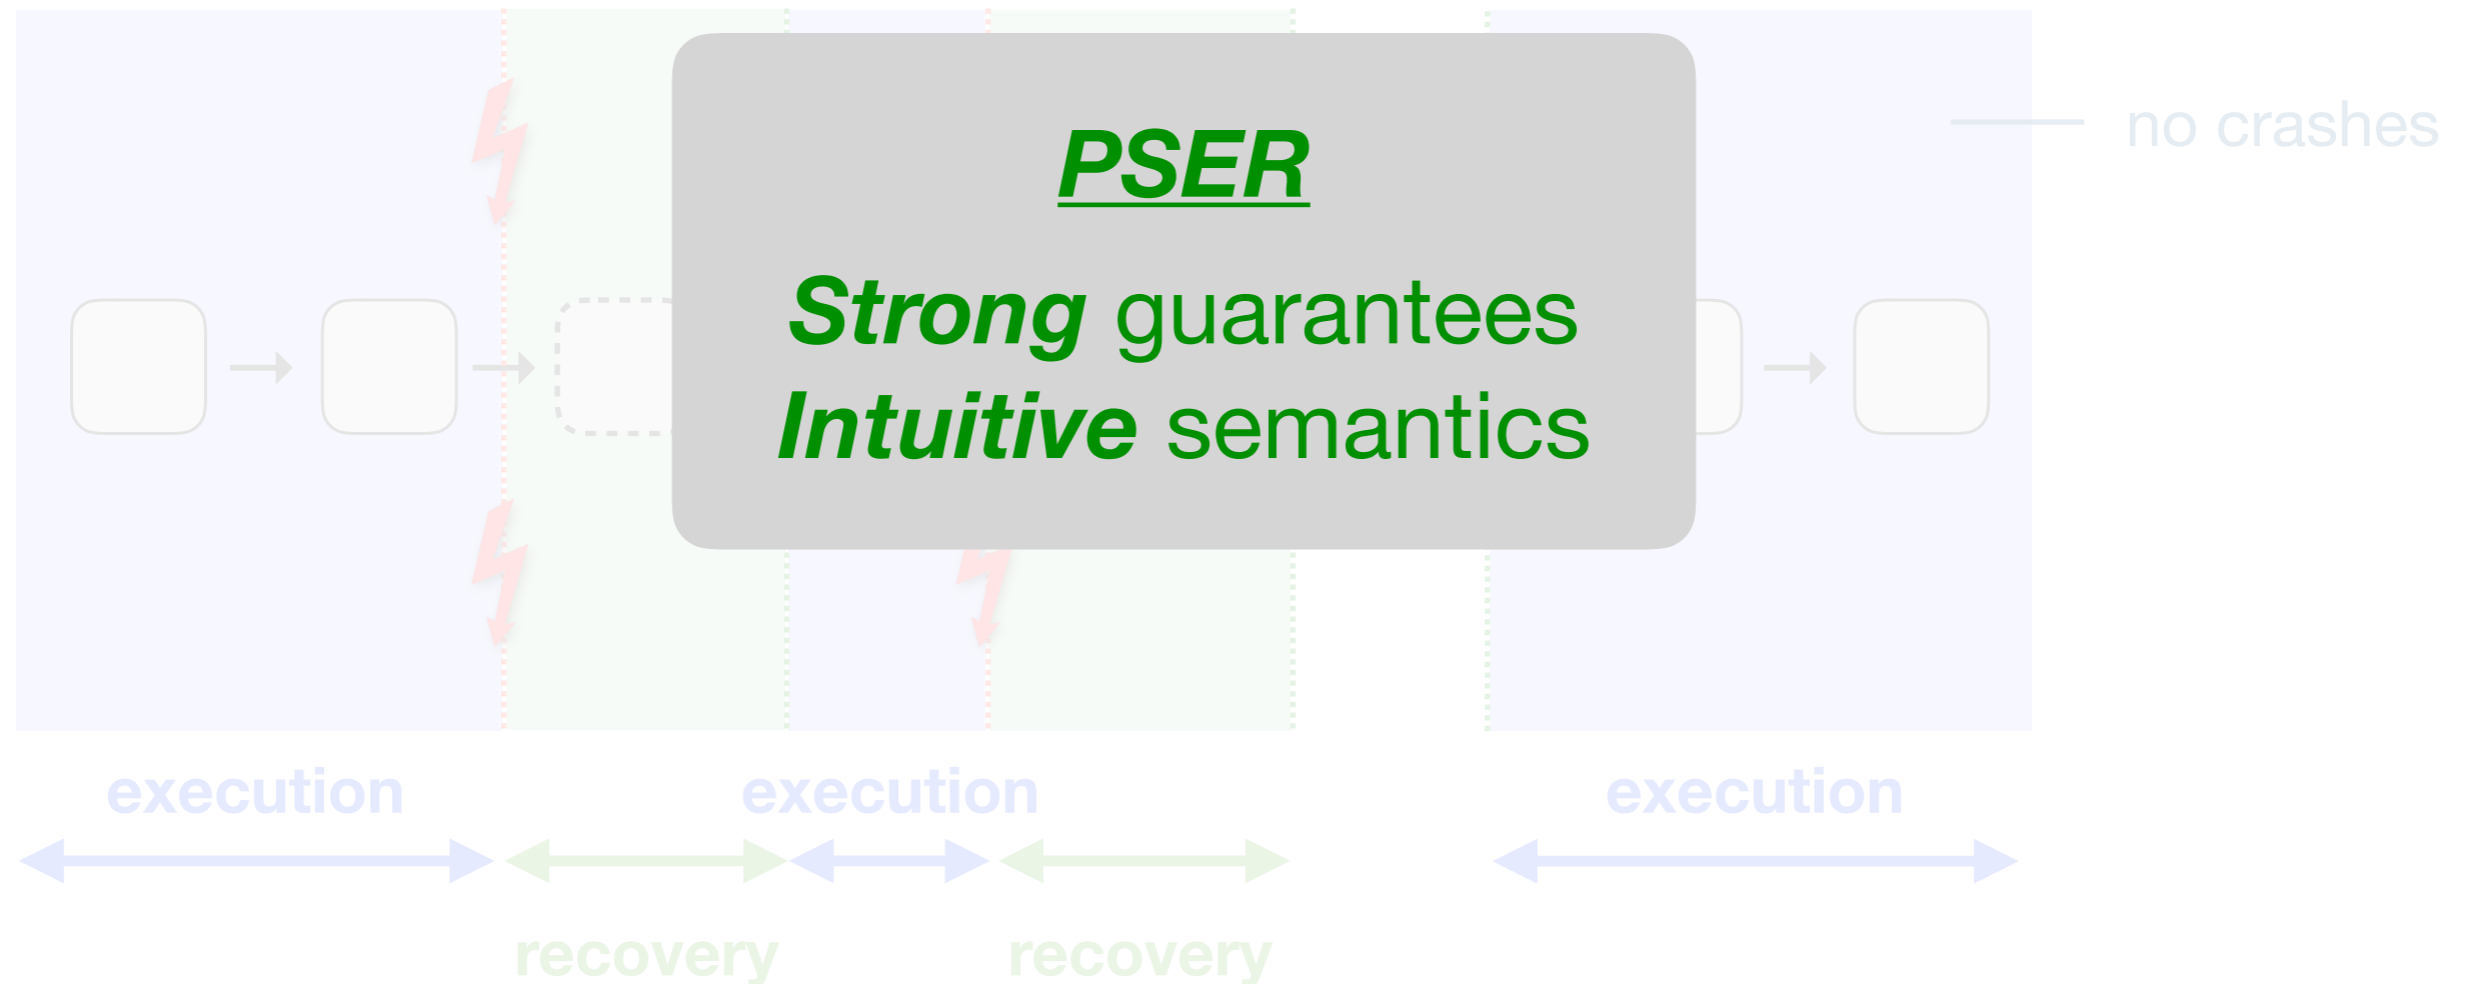 no crashes
PSER
Strong guarantees
Intuitive semantics
execution
execution
execution
recovery
recovery